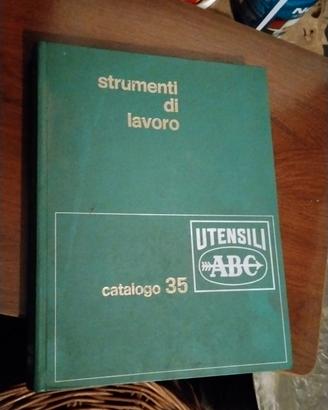 strumenti
di
lavoro
UTENSILI
ABC
catalogo 35